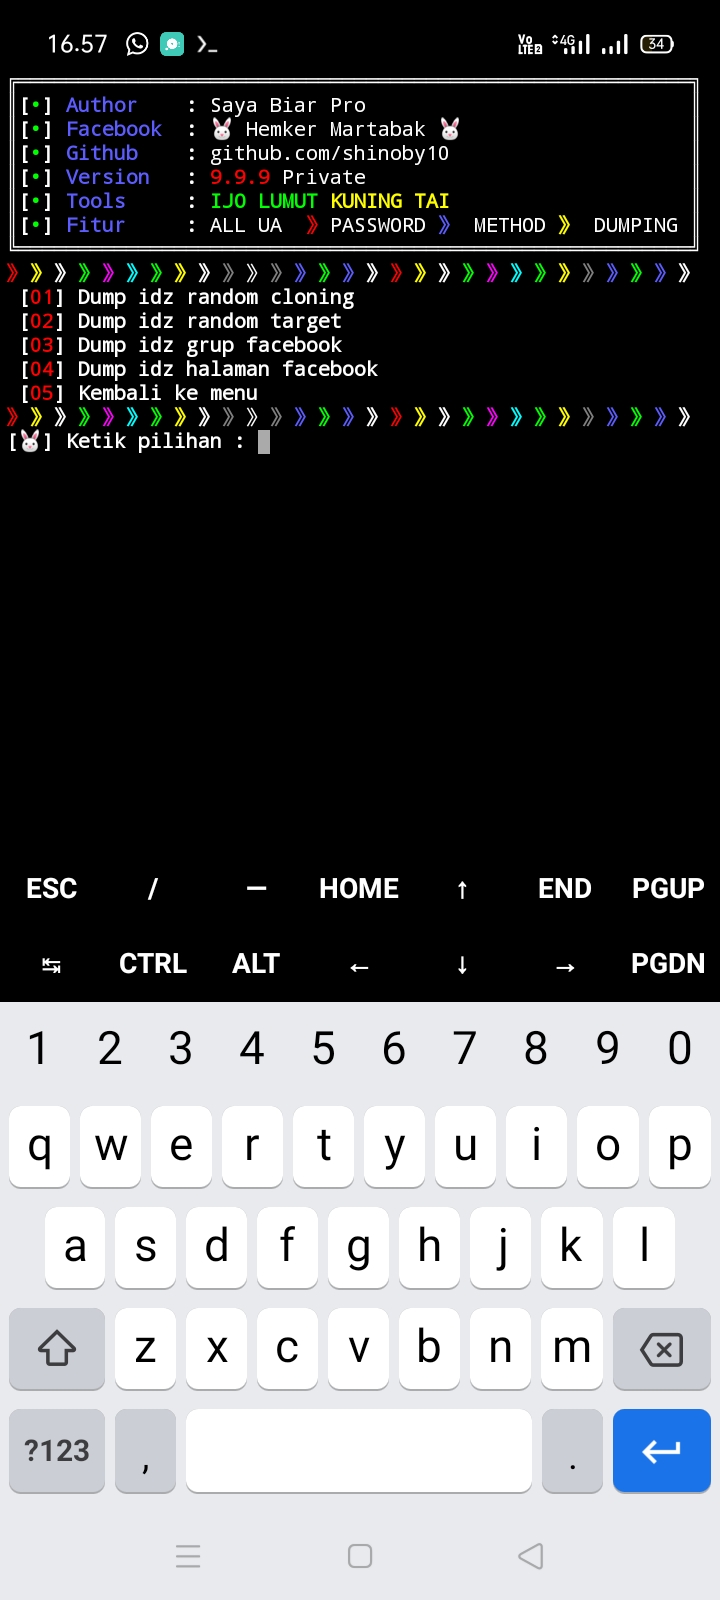 16.57 VoLTE2 4G 34
[•] Author : Saya Biar Pro
[•] Facebook : 🐰 Hemker Martabak 🐰
[•] Github : github.com/shinoby10
[•] Version : 9.9.9 Private
[•] Tools : IJO LUMUT KUNING TAI
[•] Fitur : ALL UA 》 PASSWORD 》 METHOD 》 DUMPING
》》》》》》》》》》》》》》》》》》》》》》》》》》》》》
[01] Dump idz random cloning
[02] Dump idz random target
[03] Dump idz grup facebook
[04] Dump idz halaman facebook
[05] Kembali ke menu
》》》》》》》》》》》》》》》》》》》》》》》》》》》》》
[🐰] Ketik pilihan :
ESC / — HOME ↑ END PGUP
↹ CTRL ALT ← ↓ → PGDN
1 2 3 4 5 6 7 8 9 0
q w e r t y u i o p
a s d f g h j k l
z x c v b n m
?123 , .